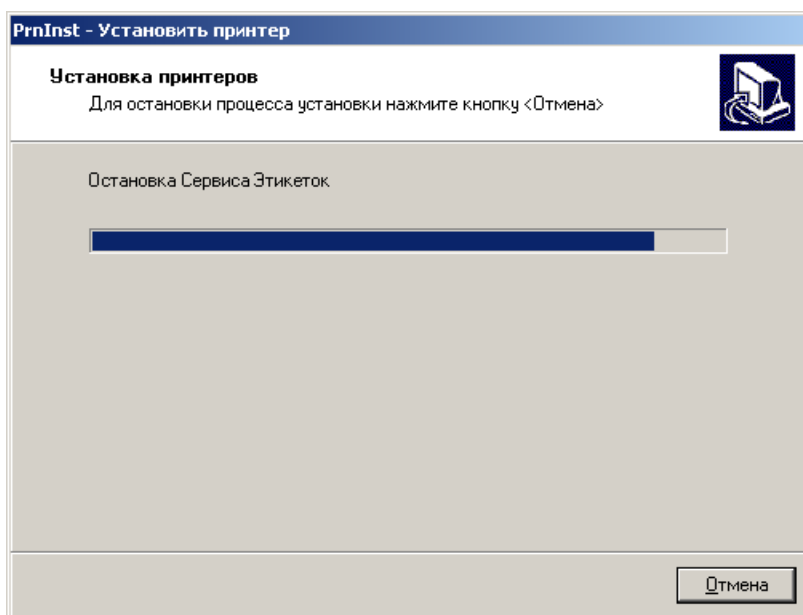 PrnInst - Установить принтер
Установка принтеров
Для остановки процесса установки нажмите кнопку <Отмена>
Остановка Сервиса Этикеток
Отмена